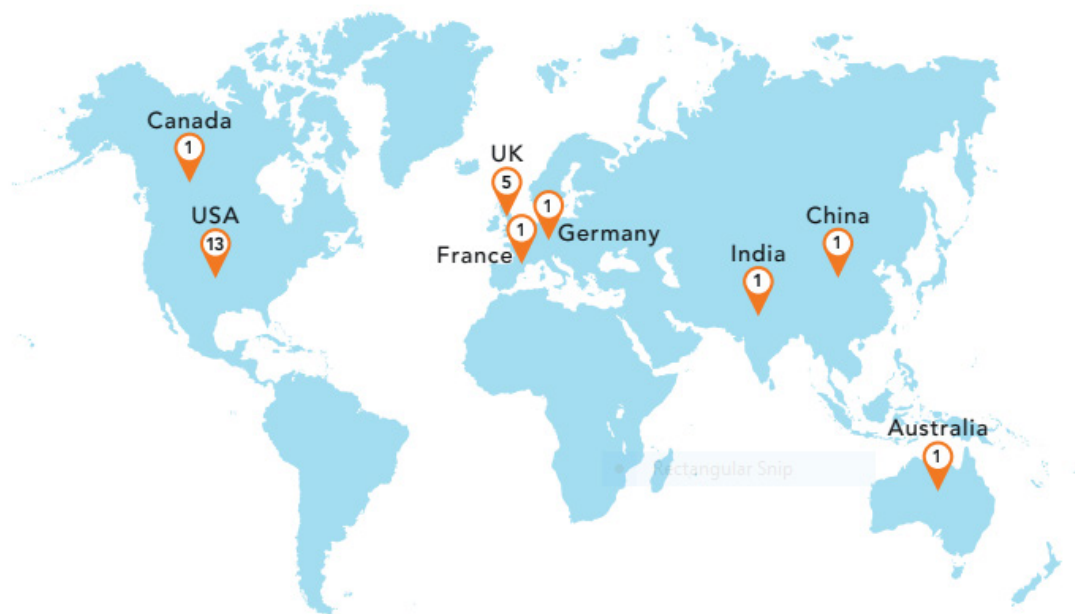 Canada
1
USA
13
UK
5
1
Germany
1
France
China
1
India
1
Australia
1
Rectangular Snip